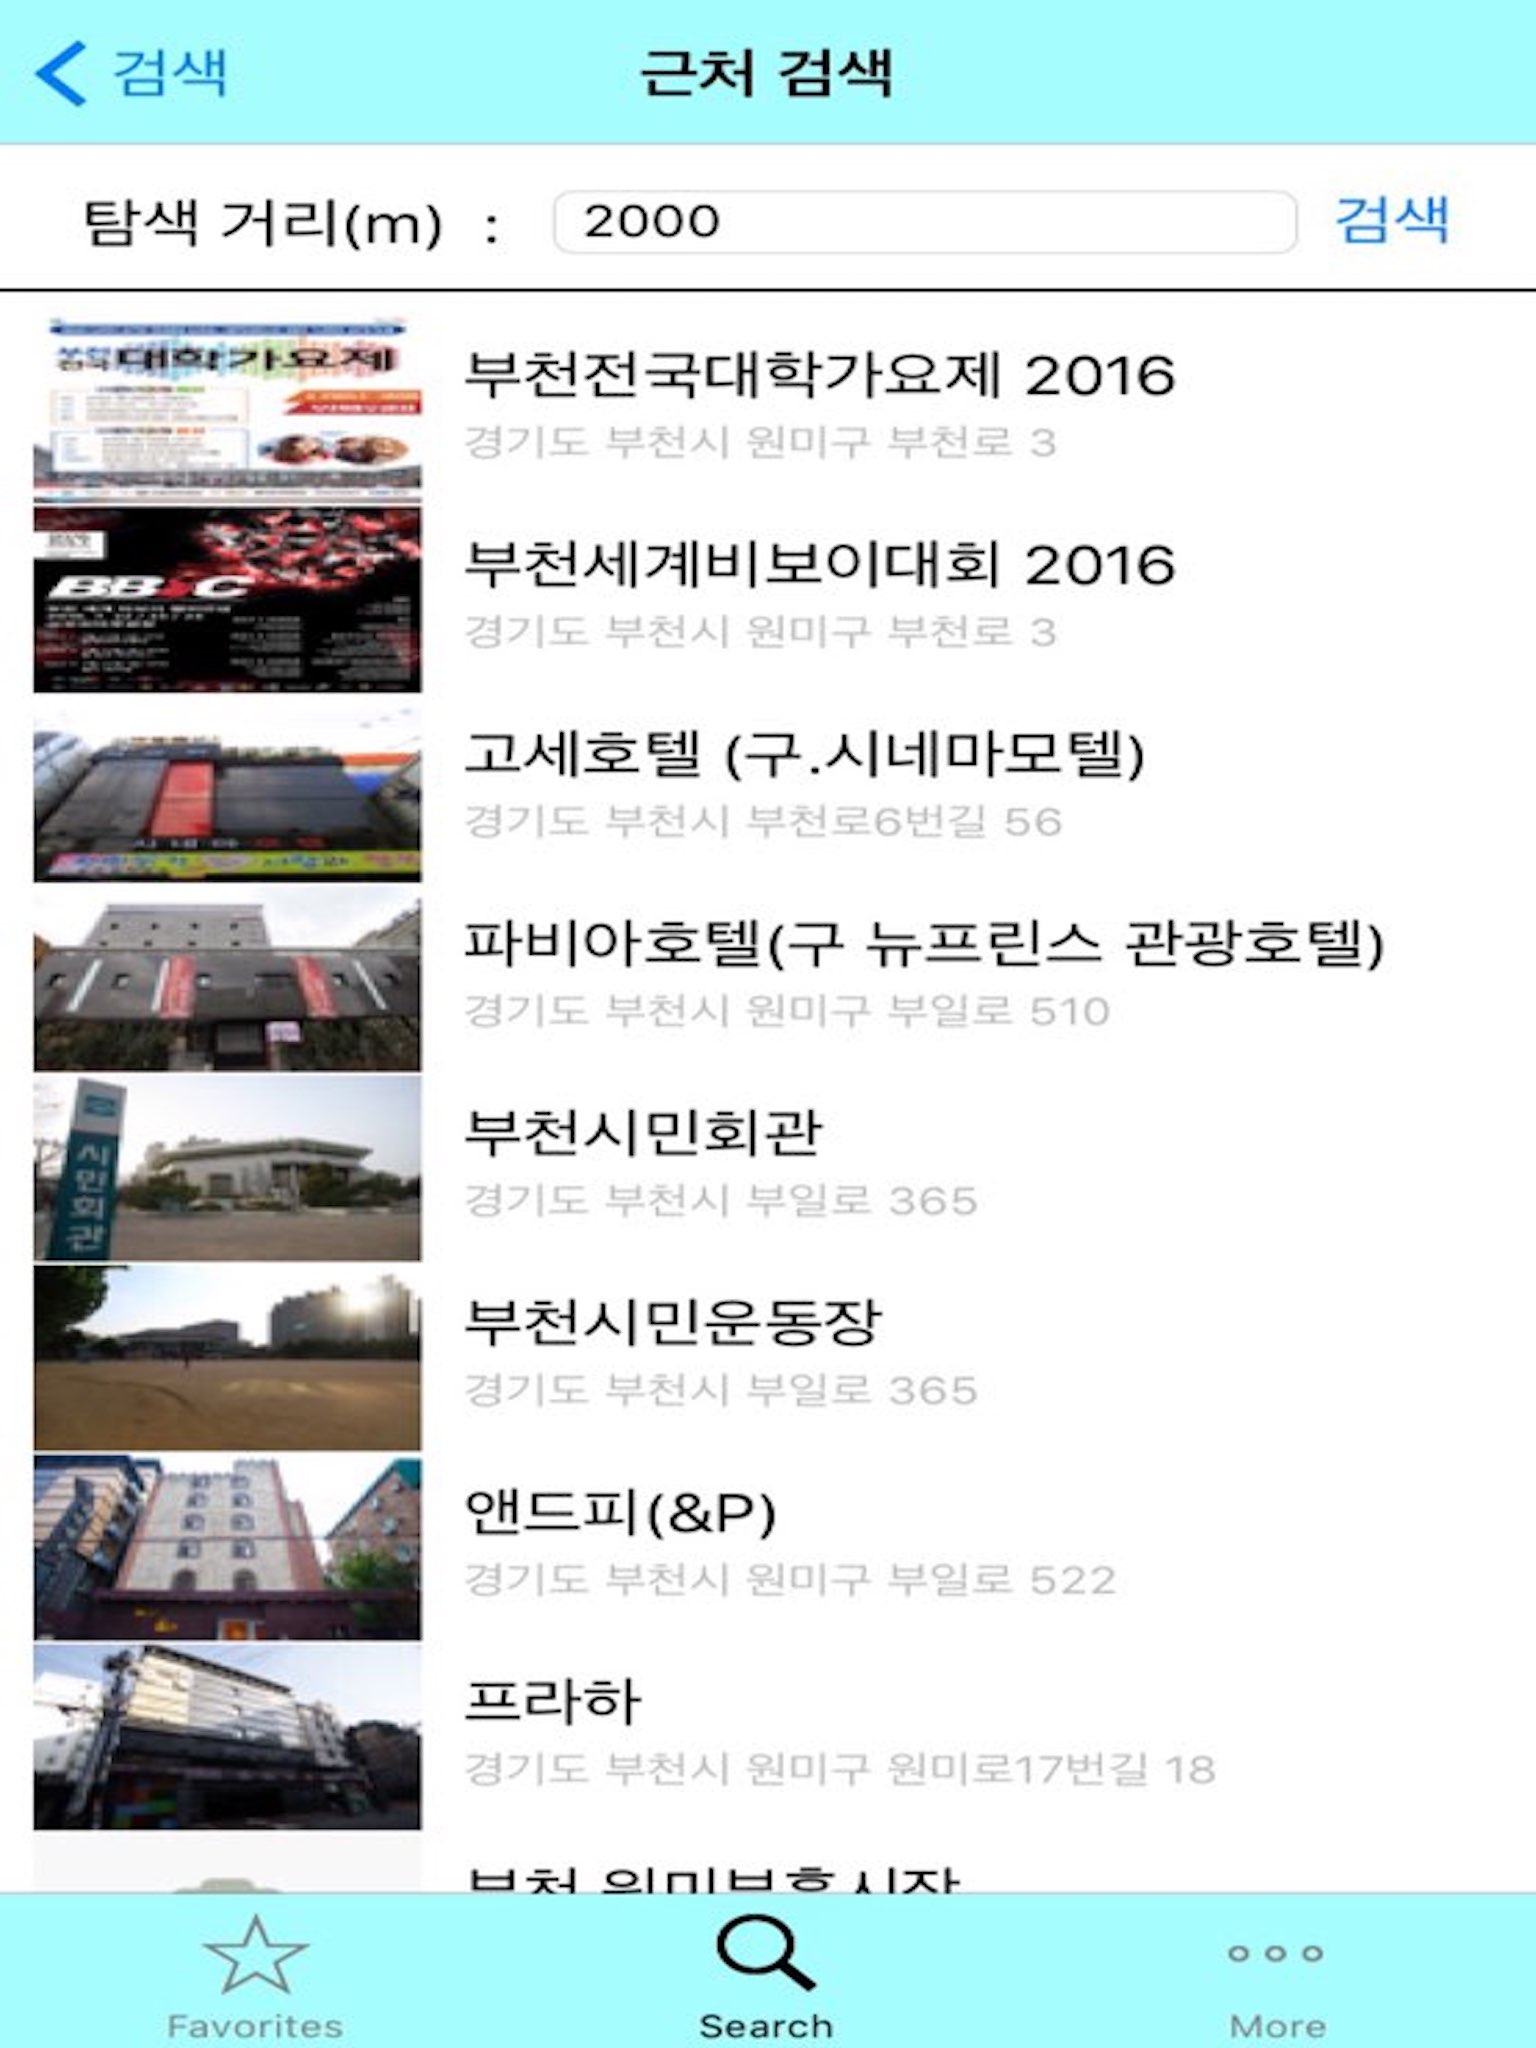 검색
근처 검색
탐색 거리(m) : 2000 검색
대학가요제
부천전국대학가요제 2016
경기도 부천시 원미구 부천로 3
부천세계비보이대회 2016
경기도 부천시 원미구 부천로 3
고세호텔 (구.시네마모텔)
경기도 부천시 부천로6번길 56
파비아호텔(구 뉴프린스 관광호텔)
경기도 부천시 원미구 부일로 510
시민회관
부천시민회관
경기도 부천시 부일로 365
부천시민운동장
경기도 부천시 부일로 365
앤드피(&P)
경기도 부천시 원미구 부일로 522
프라하
경기도 부천시 원미구 원미로17번길 18
부천 원미부흥시장
Favorites
Search
More